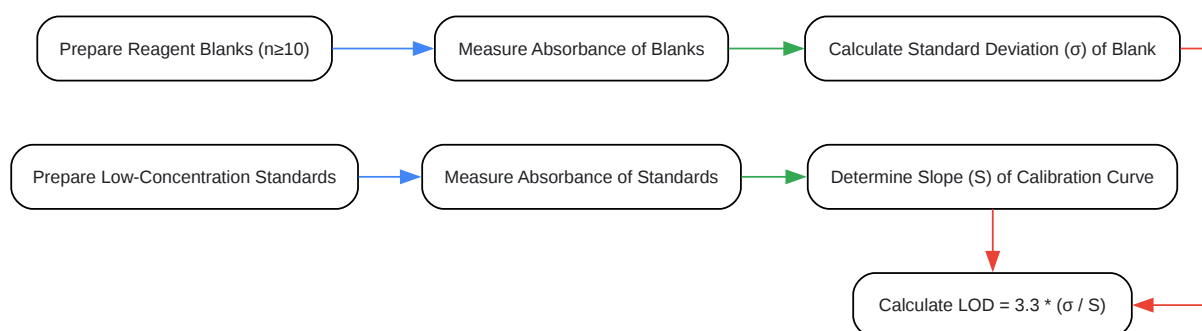 Prepare Reagent Blanks (n≥10)
Measure Absorbance of Blanks
Calculate Standard Deviation (σ) of Blank
Prepare Low-Concentration Standards
Measure Absorbance of Standards
Determine Slope (S) of Calibration Curve
Calculate LOD = 3.3 * (σ / S)